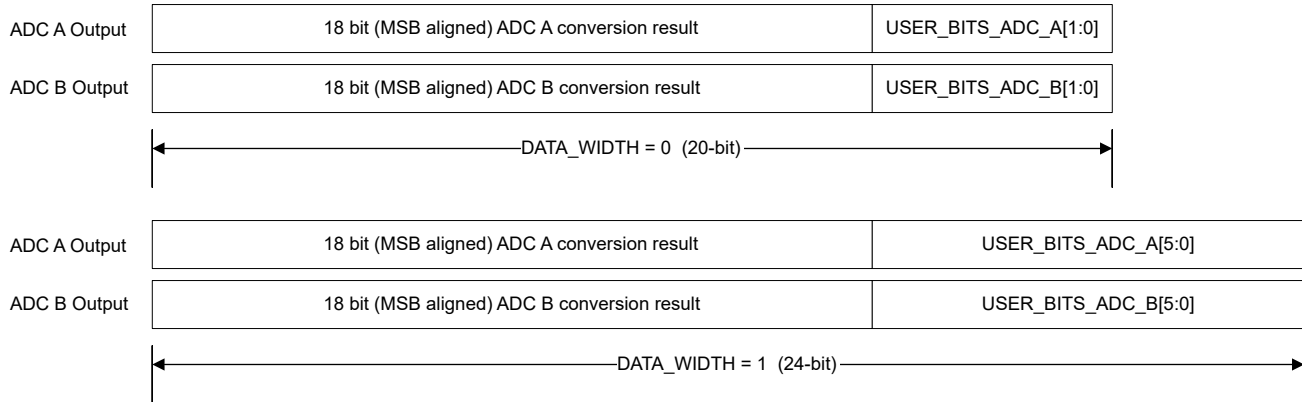 ADC A Output 18 bit (MSB aligned) ADC A conversion result USER_BITS_ADC_A[1:0]
ADC B Output 18 bit (MSB aligned) ADC B conversion result USER_BITS_ADC_B[1:0]
DATA_WIDTH = 0 (20-bit)
ADC A Output 18 bit (MSB aligned) ADC A conversion result USER_BITS_ADC_A[5:0]
ADC B Output 18 bit (MSB aligned) ADC B conversion result USER_BITS_ADC_B[5:0]
DATA_WIDTH = 1 (24-bit)